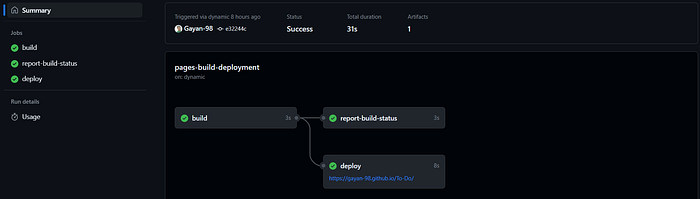 Summary
Jobs
build
report-build-status
deploy
Run details
Usage
Triggered via dynamic 8 hours ago
Gayan-98 e32244c
Status
Success
Total duration
31s
Artifacts
1
pages-build-deployment
on: dynamic
build 3s
report-build-status 3s
deploy 8s
https://gayan-98.github.io/To-Do/